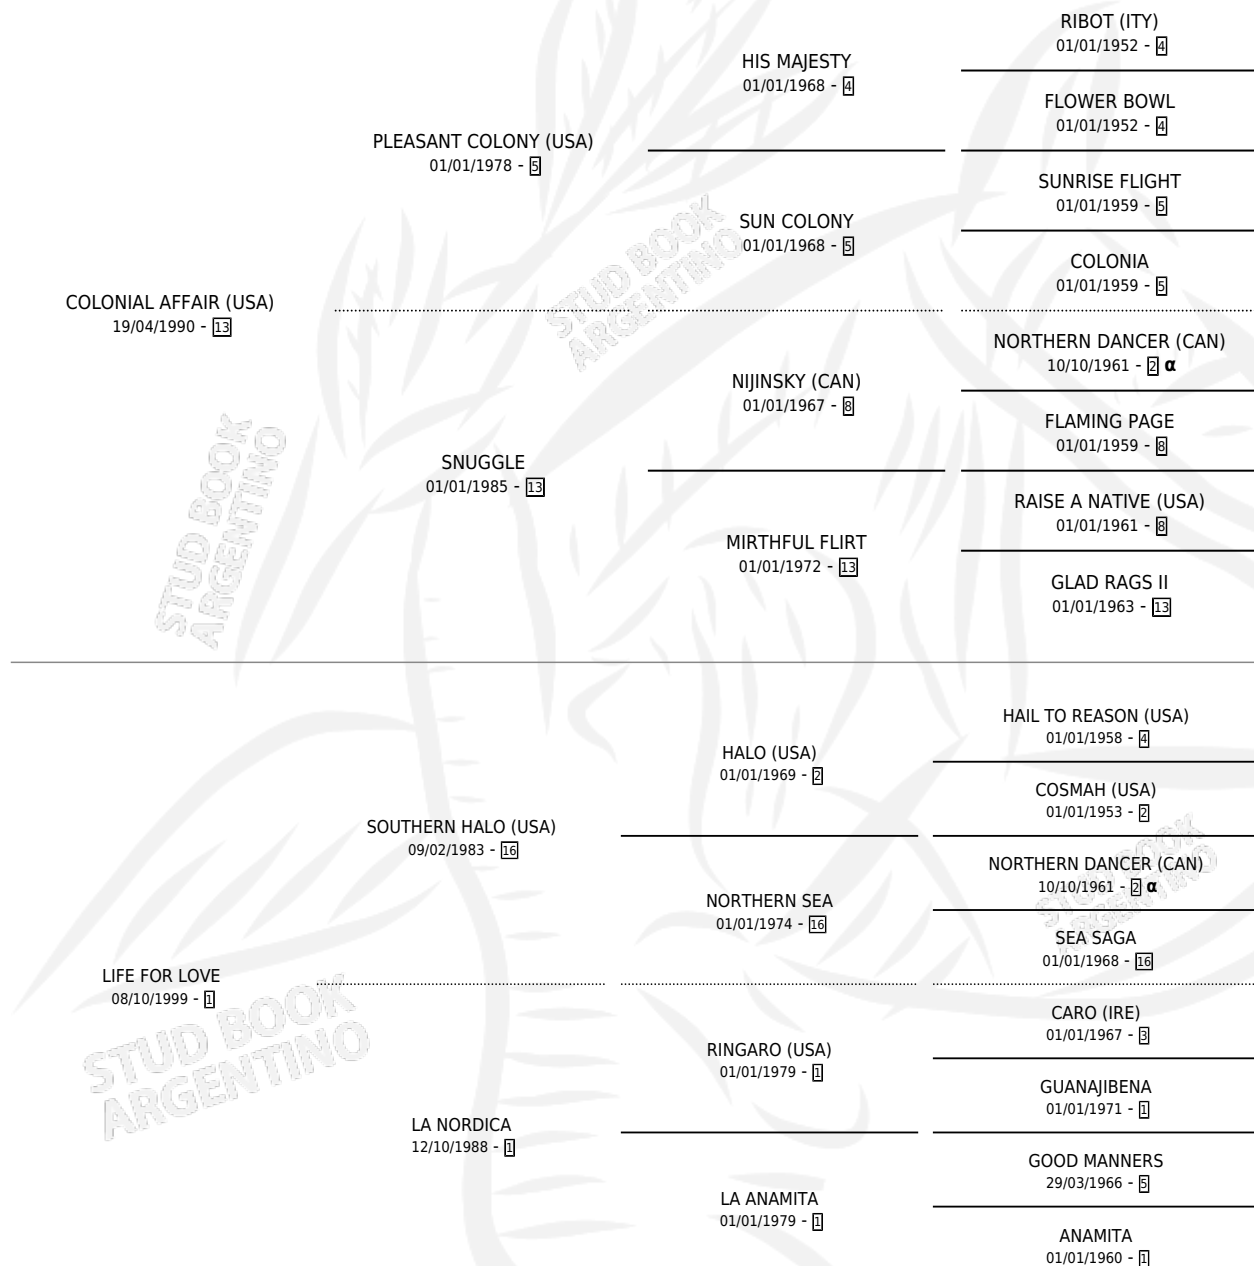 RIBOT (ITY)
01/01/1952 - 4
HIS MAJESTY
01/01/1968 - 4
FLOWER BOWL
01/01/1952 - 4
PLEASANT COLONY (USA)
01/01/1978 - 5
SUNRISE FLIGHT
01/01/1959 - 5
SUN COLONY
01/01/1968 - 5
COLONIA
01/01/1959 - 5
COLONIAL AFFAIR (USA)
19/04/1990 - 13
NORTHERN DANCER (CAN)
10/10/1961 - 2 α
NIJINSKY (CAN)
01/01/1967 - 8
FLAMING PAGE
01/01/1959 - 8
SNUGGLE
01/01/1985 - 13
RAISE A NATIVE (USA)
01/01/1961 - 8
MIRTHFUL FLIRT
01/01/1972 - 13
GLAD RAGS II
01/01/1963 - 13
HAIL TO REASON (USA)
01/01/1958 - 4
HALO (USA)
01/01/1969 - 2
COSMAH (USA)
01/01/1953 - 2
SOUTHERN HALO (USA)
09/02/1983 - 16
NORTHERN DANCER (CAN)
10/10/1961 - 2 α
NORTHERN SEA
01/01/1974 - 16
SEA SAGA
01/01/1968 - 16
LIFE FOR LOVE
08/10/1999 - 1
CARO (IRE)
01/01/1967 - 3
RINGARO (USA)
01/01/1979 - 1
GUANAJIBENA
01/01/1971 - 1
LA NORDICA
12/10/1988 - 1
GOOD MANNERS
29/03/1966 - 5
LA ANAMITA
01/01/1979 - 1
ANAMITA
01/01/1960 - 1
STUD BOOK
ARGENTINO
STUD BOOK
ARGENTINO
STUD BOOK
ARGENTINO
STUD BOOK
ARGENTINO